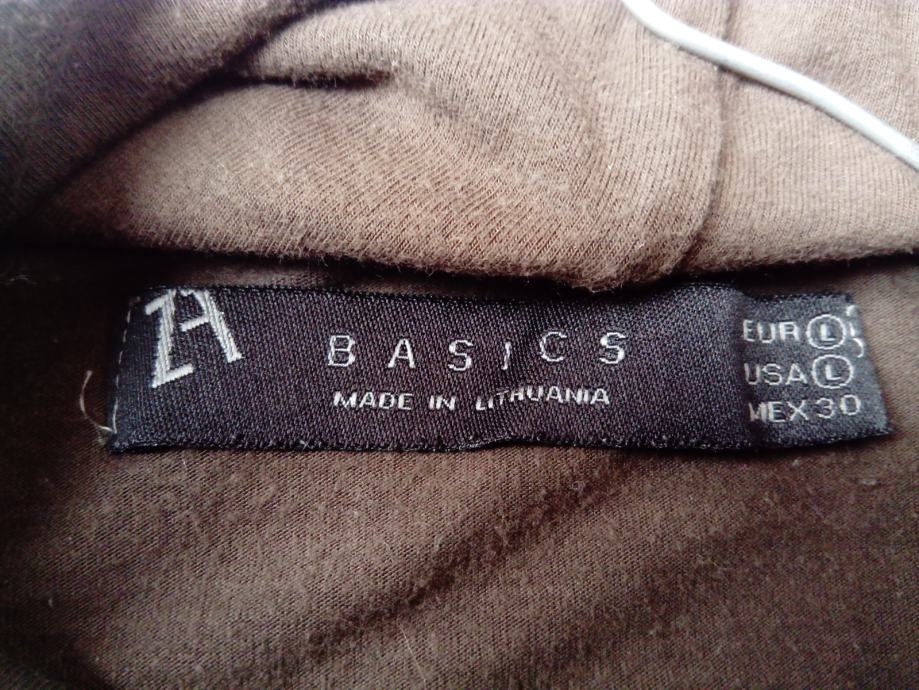 ZA
BASICS
MADE IN LITHUANIA
EUR L
USA L
MEX 30